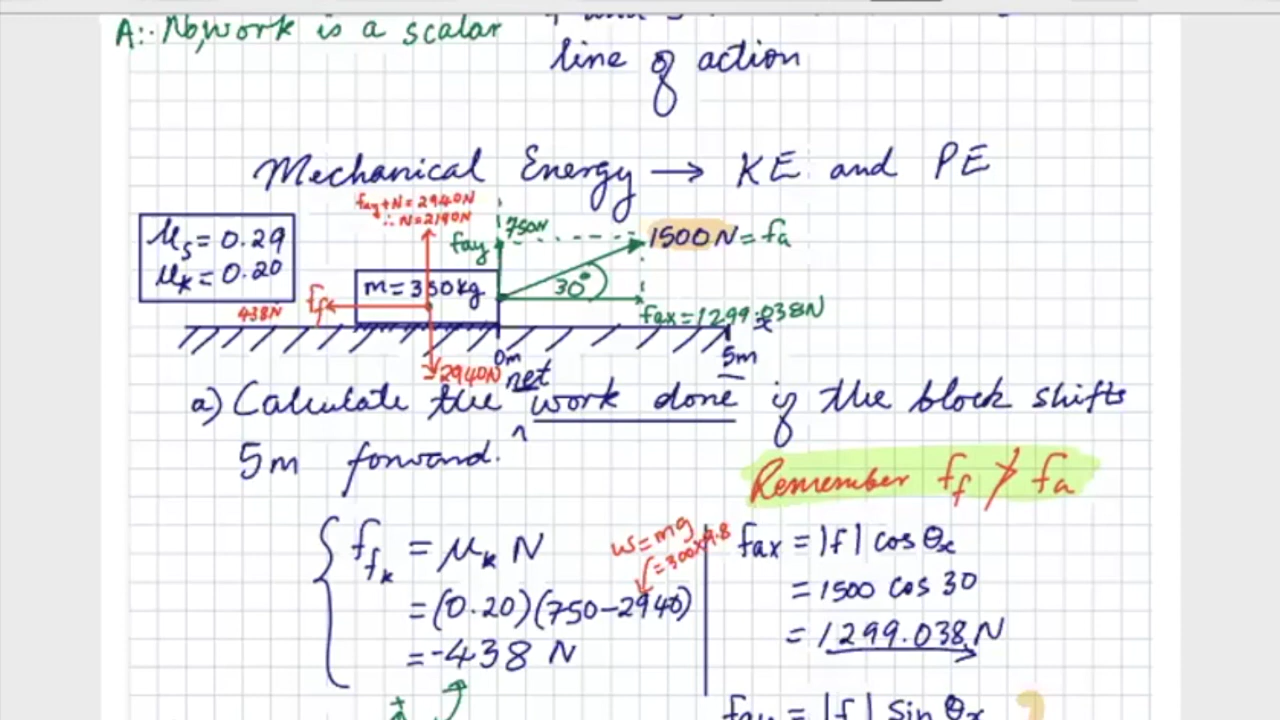 A:- No, work is a scalar
line of action
Mechanical Energy → KE and PE
μs = 0.29
μk = 0.20
fay + N = 2940N
∴ N = 2190N
750N
fay
1500N = fa
m = 300kg
30°
ff
438N
fax = 1299.038N
x
0m
5m
2940N
a) Calculate the net work done if the block shifts
5m forward.
Remember ff ≯ fa
ffk = μk N
= (0.20)(750-2940)
= -438 N
w = mg
= 300x9.8
fax = |f| cos θx
= 1500 cos 30
= 1299.038 N
+
fay = |f| sin θx